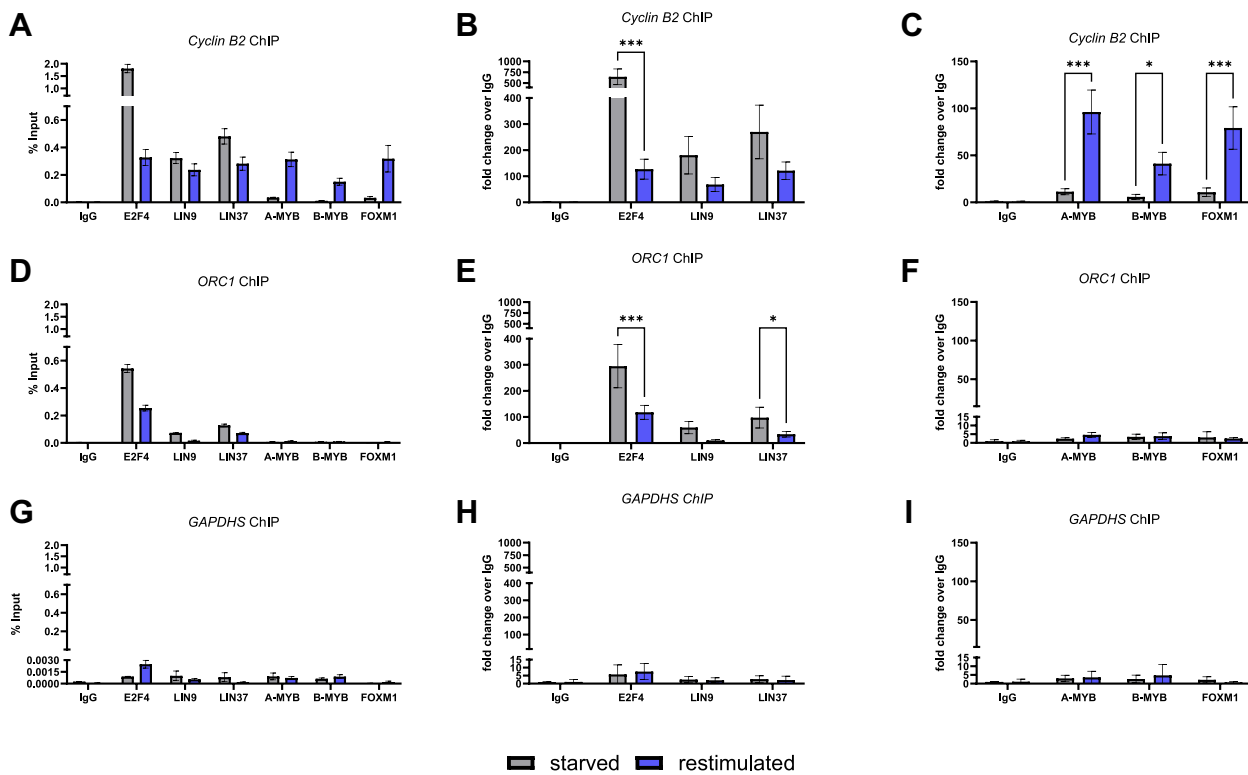 A
Cyclin B2 ChIP
% Input
2.0
1.5
1.0
0.6
0.4
0.2
0.0
IgG E2F4 LIN9 LIN37 A-MYB B-MYB FOXM1
B
Cyclin B2 ChIP
fold change over IgG
1000
750
500
400
300
200
100
0
***
IgG E2F4 LIN9 LIN37
C
Cyclin B2 ChIP
fold change over IgG
150
100
50
0
*** * ***
IgG A-MYB B-MYB FOXM1
D
ORC1 ChIP
% Input
2.0
1.5
1.0
0.6
0.4
0.2
0.0
IgG E2F4 LIN9 LIN37 A-MYB B-MYB FOXM1
E
ORC1 ChIP
fold change over IgG
1000
750
500
400
300
200
100
0
*** *
IgG E2F4 LIN9 LIN37
F
ORC1 ChIP
fold change over IgG
150
100
50
15
10
5
0
IgG A-MYB B-MYB FOXM1
G
GAPDHS ChIP
% Input
2.0
1.5
1.0
0.6
0.4
0.2
0.0030
0.0015
0.0000
IgG E2F4 LIN9 LIN37 A-MYB B-MYB FOXM1
H
GAPDHS ChIP
fold change over IgG
1000
750
500
400
300
200
100
15
10
5
0
IgG E2F4 LIN9 LIN37
I
GAPDHS ChIP
fold change over IgG
150
100
50
15
10
5
0
IgG A-MYB B-MYB FOXM1
starved restimulated